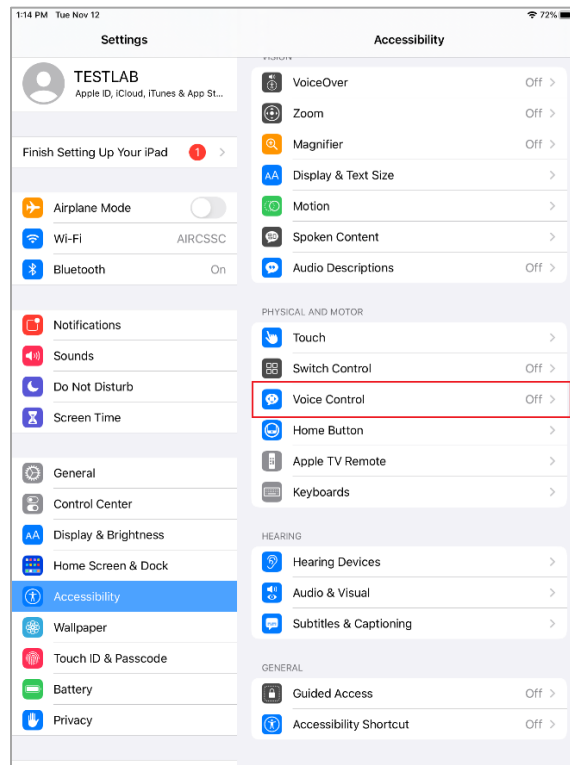 1:14 PM Tue Nov 12
72%
Settings
TESTLAB
Apple ID, iCloud, iTunes & App St...
Finish Setting Up Your iPad 1
Airplane Mode
Wi-Fi AIRCSSC
Bluetooth On
Notifications
Sounds
Do Not Disturb
Screen Time
General
Control Center
AA Display & Brightness
Home Screen & Dock
Accessibility
Wallpaper
Touch ID & Passcode
Battery
Privacy
Accessibility
VISION
VoiceOver Off
Zoom Off
Magnifier Off
AA Display & Text Size
Motion
Spoken Content
Audio Descriptions Off
PHYSICAL AND MOTOR
Touch
Switch Control Off
Voice Control Off
Home Button
Apple TV Remote
Keyboards
HEARING
Hearing Devices
Audio & Visual
Subtitles & Captioning
GENERAL
Guided Access Off
Accessibility Shortcut Off